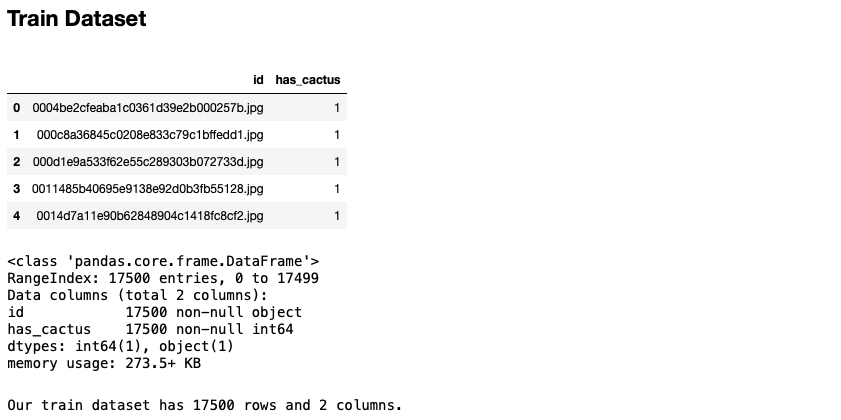 Train Dataset
id has_cactus
0 0004be2cfeaba1c0361d39e2b000257b.jpg 1
1 000c8a36845c0208e833c79c1bffedd1.jpg 1
2 000d1e9a533f62e55c289303b072733d.jpg 1
3 0011485b40695e9138e92d0b3fb55128.jpg 1
4 0014d7a11e90b62848904c1418fc8cf2.jpg 1
<class 'pandas.core.frame.DataFrame'>
RangeIndex: 17500 entries, 0 to 17499
Data columns (total 2 columns):
id 17500 non-null object
has_cactus 17500 non-null int64
dtypes: int64(1), object(1)
memory usage: 273.5+ KB
Our train dataset has 17500 rows and 2 columns.